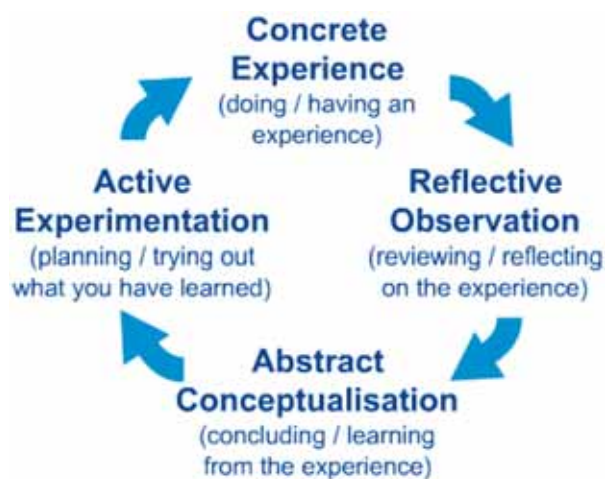 Concrete
Experience
(doing / having an
experience)
Reflective
Observation
(reviewing / reflecting
on the experience)
Abstract
Conceptualisation
(concluding / learning
from the experience)
Active
Experimentation
(planning / trying out
what you have learned)